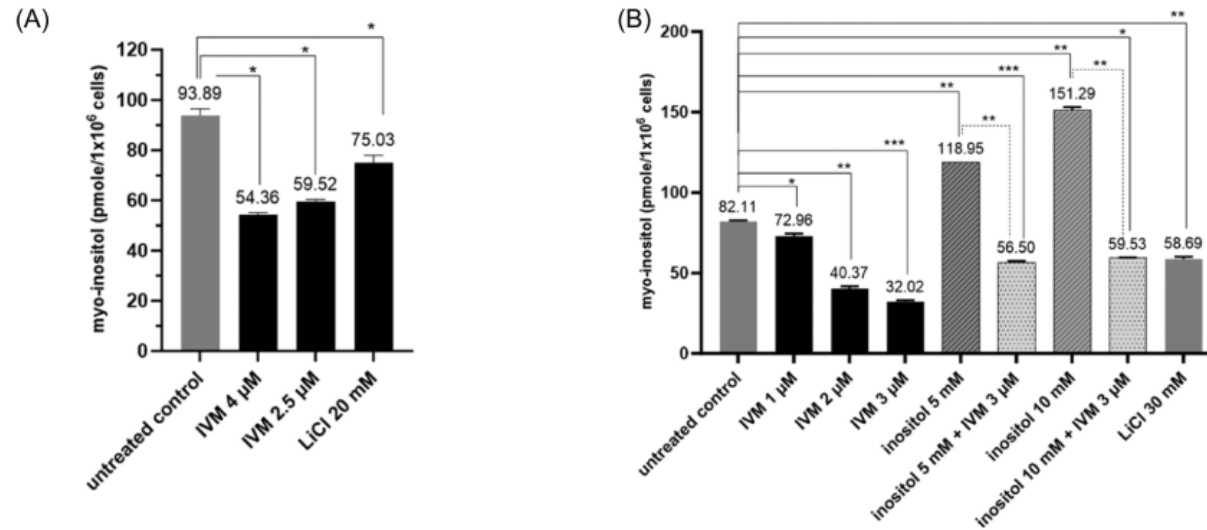 (A)
*
*
*
120
100
80
60
40
20
0
myo-inositol (pmole/1x10⁶ cells)
93.89
54.36
59.52
75.03
untreated control
IVM 4 µM
IVM 2.5 µM
LiCl 20 mM
(B)
**
*
**
**
***
**
**
***
**
*
200
150
100
50
0
myo-inositol (pmole/1x10⁶ cells)
82.11
72.96
40.37
32.02
118.95
56.50
151.29
59.53
58.69
untreated control
IVM 1 µM
IVM 2 µM
IVM 3 µM
inositol 5 mM
inositol 5 mM + IVM 3 µM
inositol 10 mM
inositol 10 mM + IVM 3 µM
LiCl 30 mM